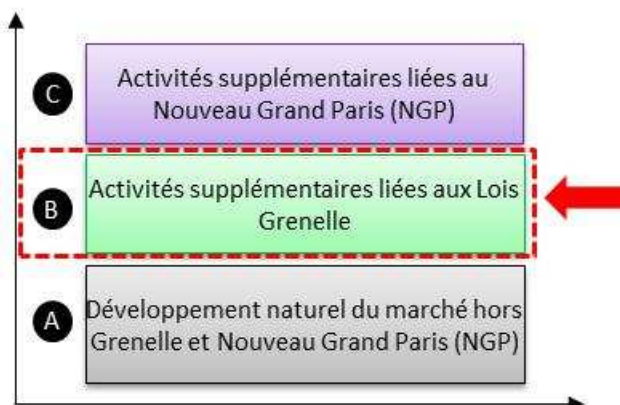 C
Activités supplémentaires liées au
Nouveau Grand Paris (NGP)
B
Activités supplémentaires liées aux Lois
Grenelle
A
Développement naturel du marché hors
Grenelle et Nouveau Grand Paris (NGP)